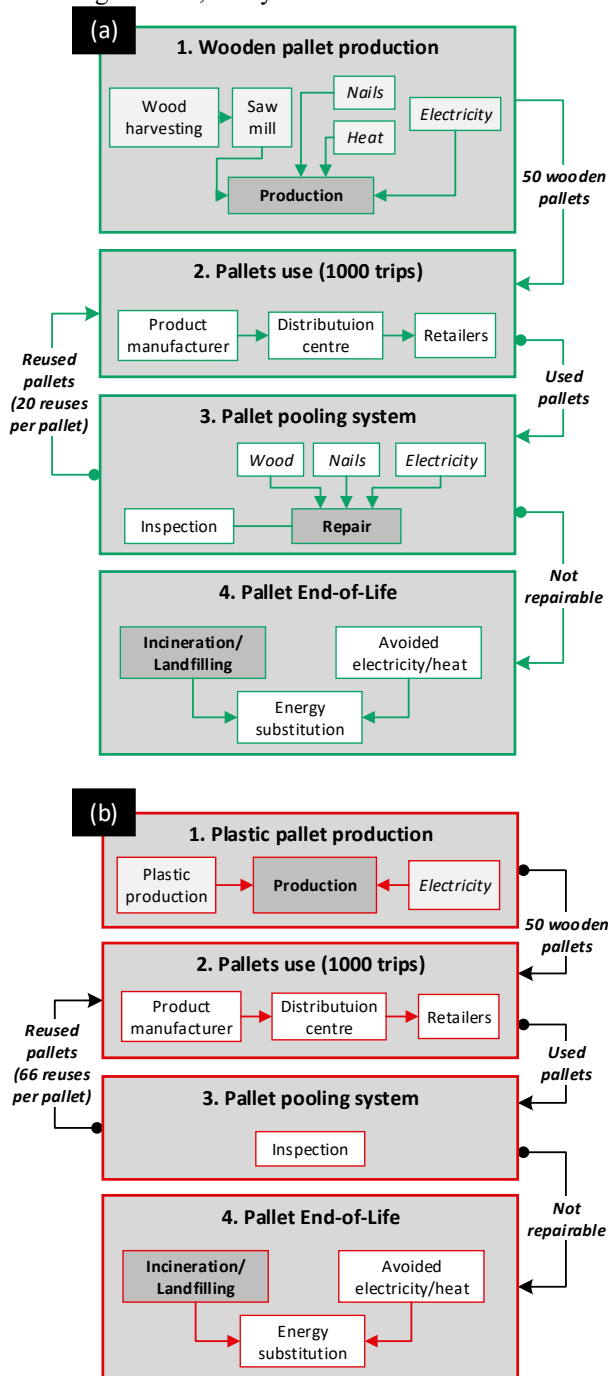 (a)
1. Wooden pallet production
Wood
harvesting
Saw
mill
Nails
Heat
Electricity
Production
50 wooden
pallets
2. Pallets use (1000 trips)
Product
manufacturer
Distributuion
centre
Retailers
Reused
pallets
(20 reuses
per pallet)
Used
pallets
3. Pallet pooling system
Wood
Nails
Electricity
Inspection
Repair
Not
repairable
4. Pallet End-of-Life
Incineration/
Landfilling
Avoided
electricity/heat
Energy
substitution
(b)
1. Plastic pallet production
Plastic
production
Production
Electricity
50 wooden
pallets
2. Pallets use (1000 trips)
Product
manufacturer
Distributuion
centre
Retailers
Reused
pallets
(66 reuses
per pallet)
Used
pallets
3. Pallet pooling system
Inspection
Not
repairable
4. Pallet End-of-Life
Incineration/
Landfilling
Avoided
electricity/heat
Energy
substitution